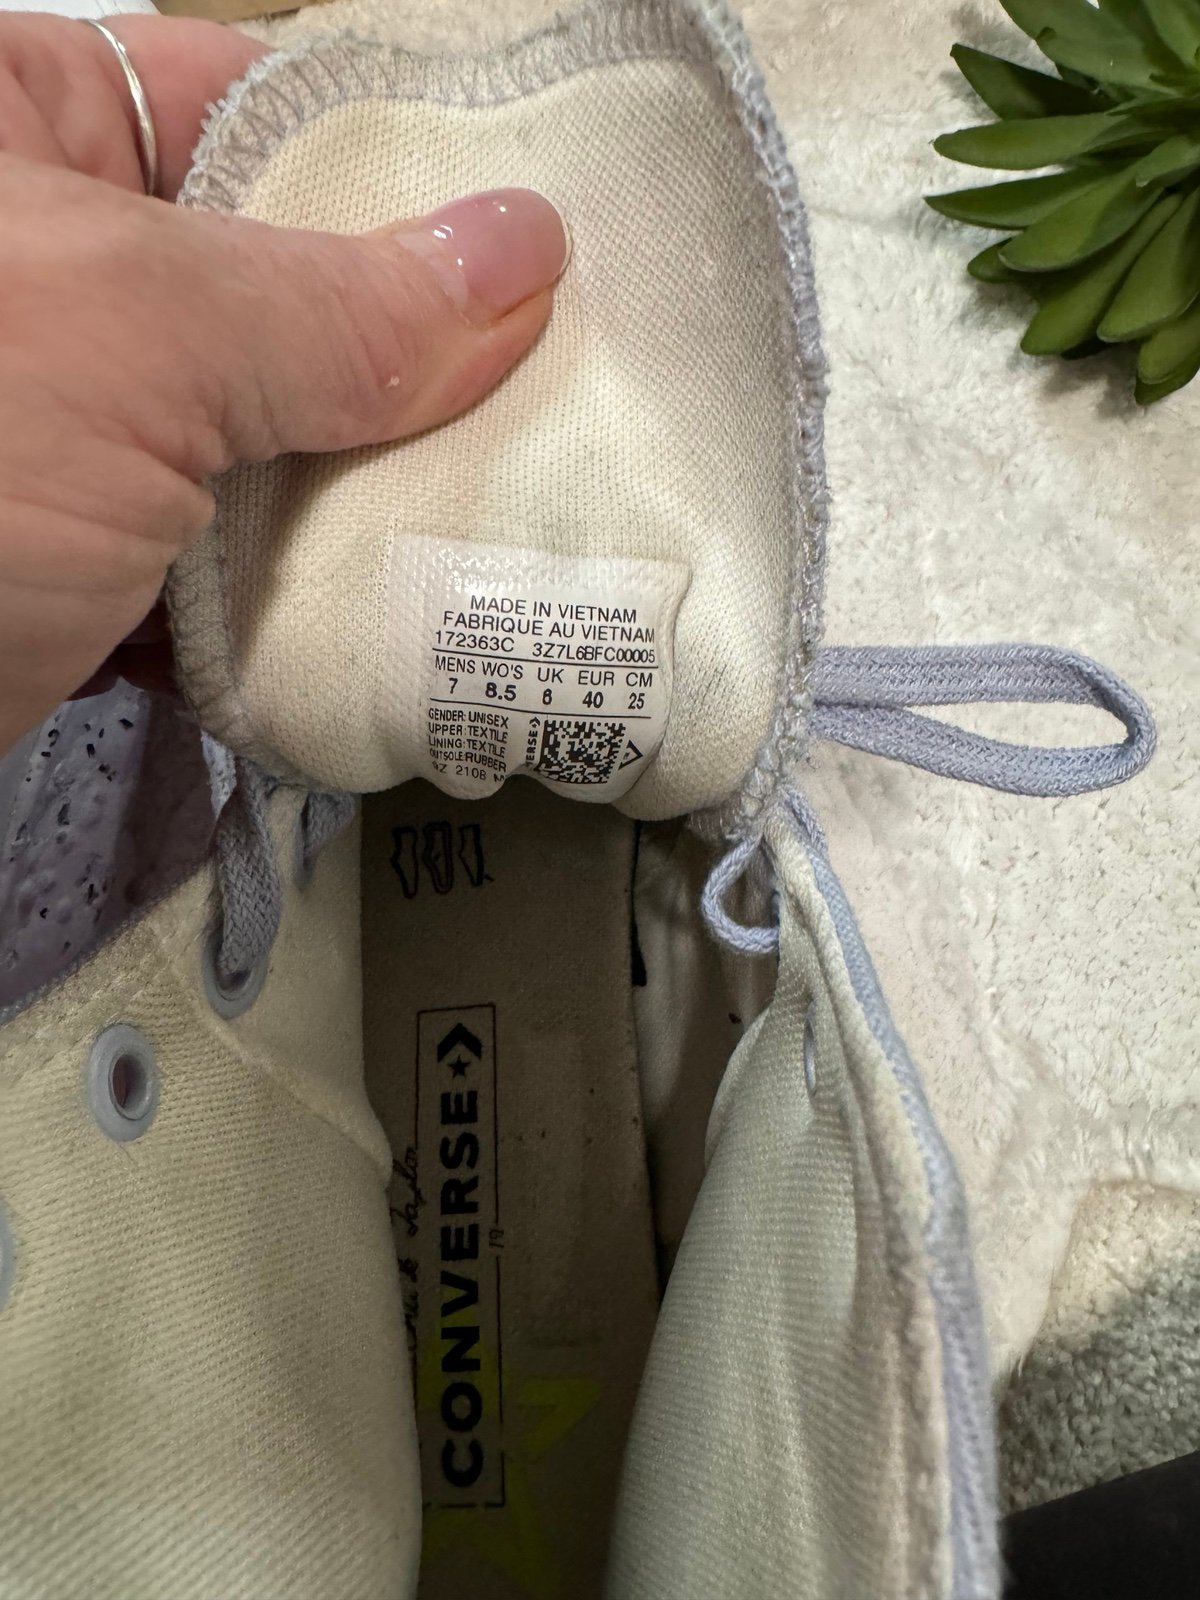 MADE IN VIETNAM
FABRIQUE AU VIETNAM
172363C 3Z7L6BFC00005
MENS WO'S UK EUR CM
7 8.5 6 40 25
GENDER: UNISEX
UPPER: TEXTILE
LINING: TEXTILE
OUTSOLE:RUBBER
2108
CONVERSE